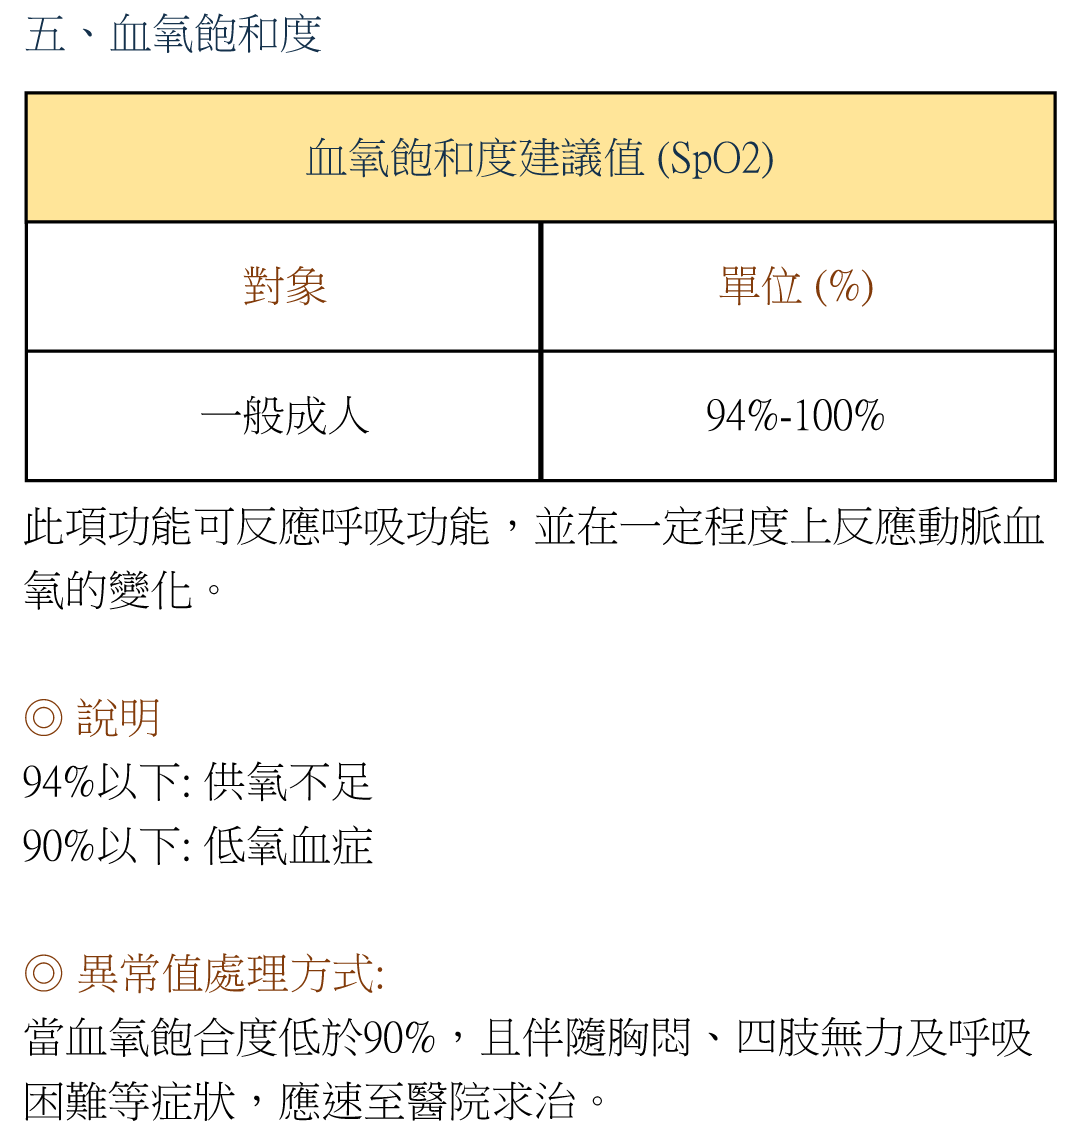 五、血氧飽和度
血氧飽和度建議值 (SpO2)
對象
單位 (%)
一般成人
94%-100%
此項功能可反應呼吸功能，並在一定程度上反應動脈血
氧的變化。
◎ 說明
94%以下: 供氧不足
90%以下: 低氧血症
◎ 異常值處理方式:
當血氧飽合度低於90%，且伴隨胸悶、四肢無力及呼吸
困難等症狀，應速至醫院求治。